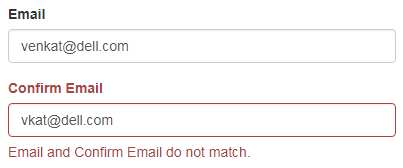 Email
venkat@dell.com
Confirm Email
vkat@dell.com
Email and Confirm Email do not match.